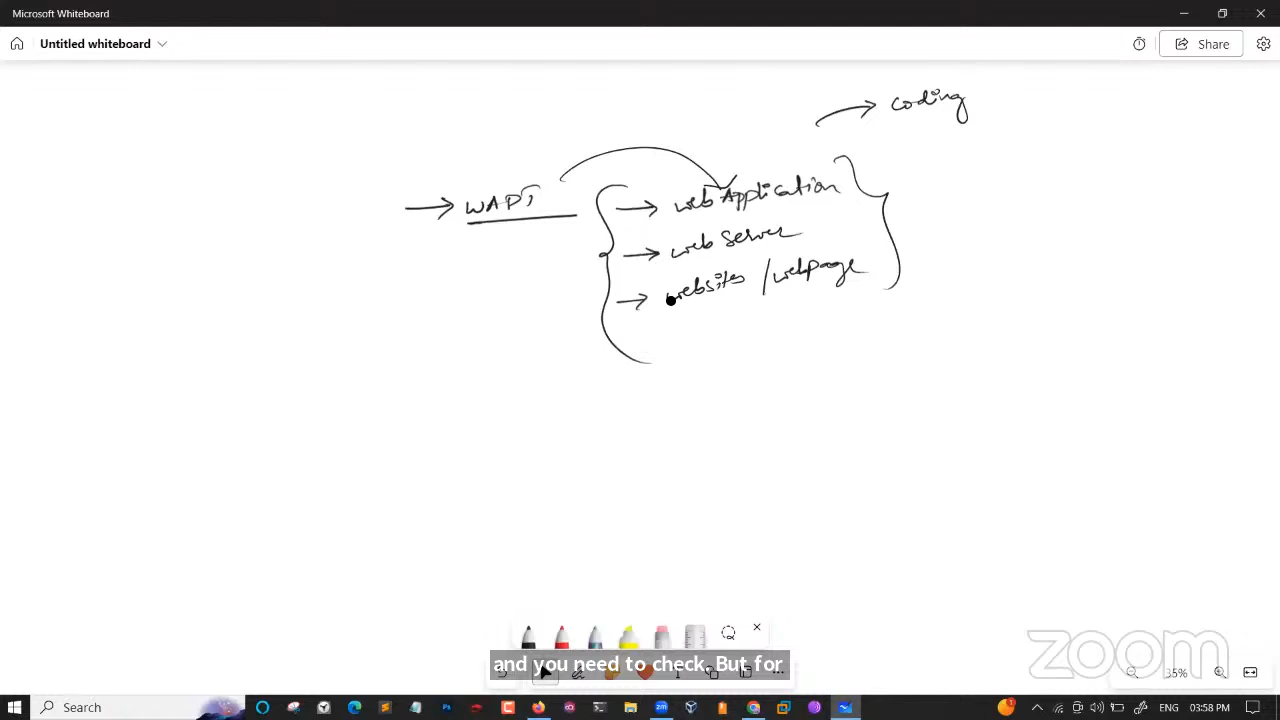 Microsoft Whiteboard
Untitled whiteboard
Share
coding
→ WAPT
→ web Application
→ web server
→ websites / webpage
and you need to check. But for
zoom
35%
Search
ENG
03:58 PM